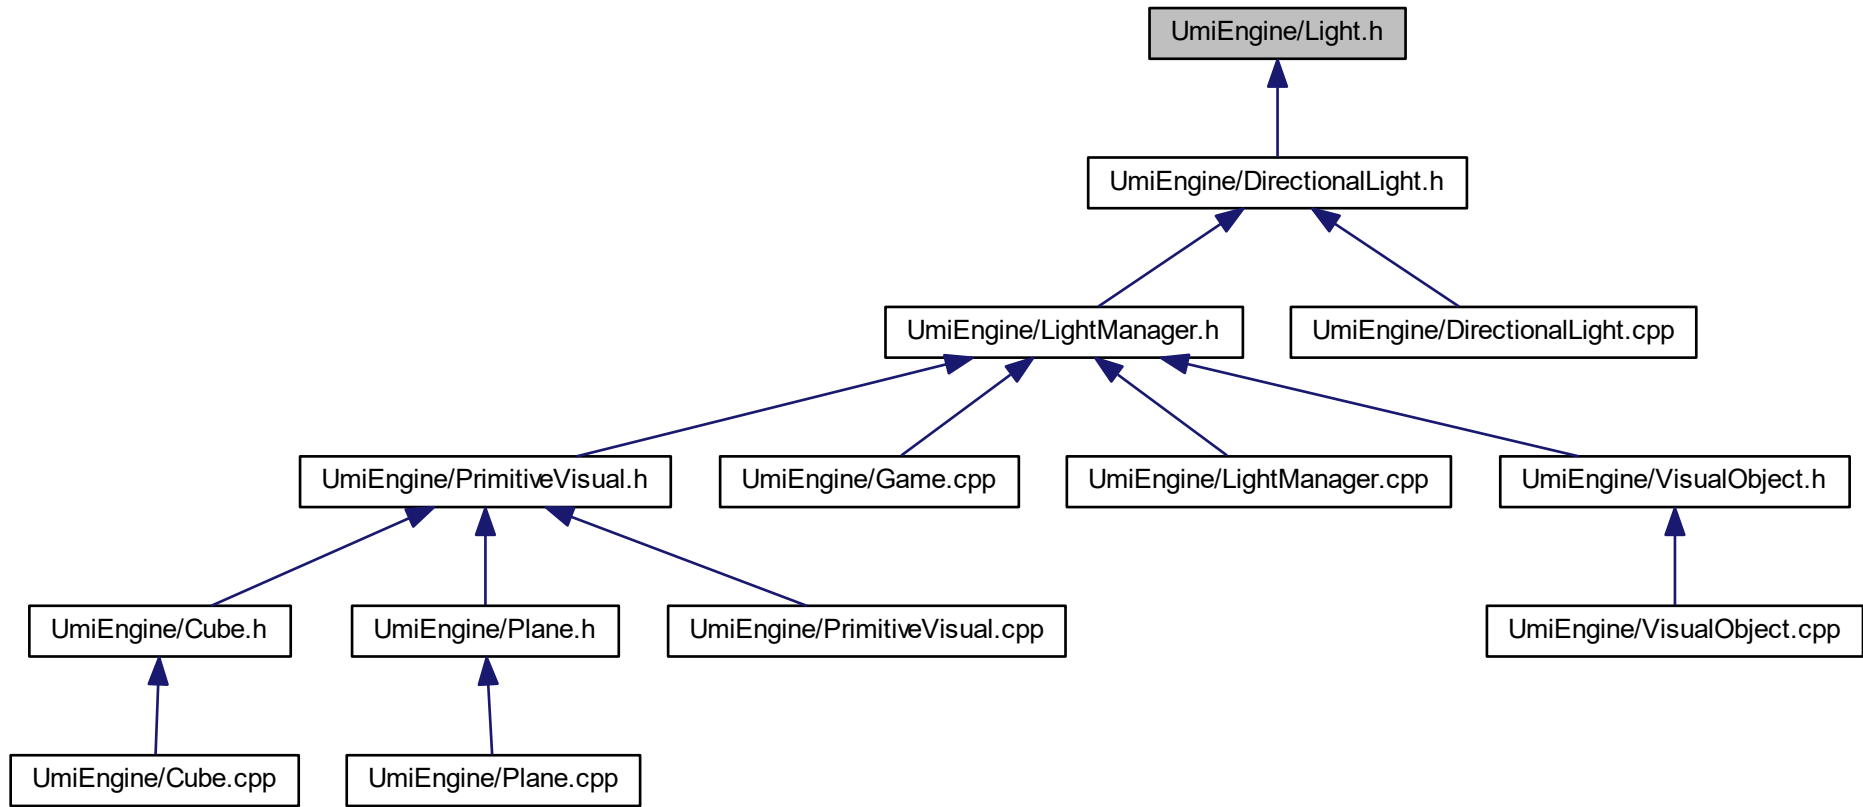 UmiEngine/Light.h
UmiEngine/DirectionalLight.h
UmiEngine/LightManager.h
UmiEngine/DirectionalLight.cpp
UmiEngine/PrimitiveVisual.h
UmiEngine/Game.cpp
UmiEngine/LightManager.cpp
UmiEngine/VisualObject.h
UmiEngine/Cube.h
UmiEngine/Plane.h
UmiEngine/PrimitiveVisual.cpp
UmiEngine/VisualObject.cpp
UmiEngine/Cube.cpp
UmiEngine/Plane.cpp